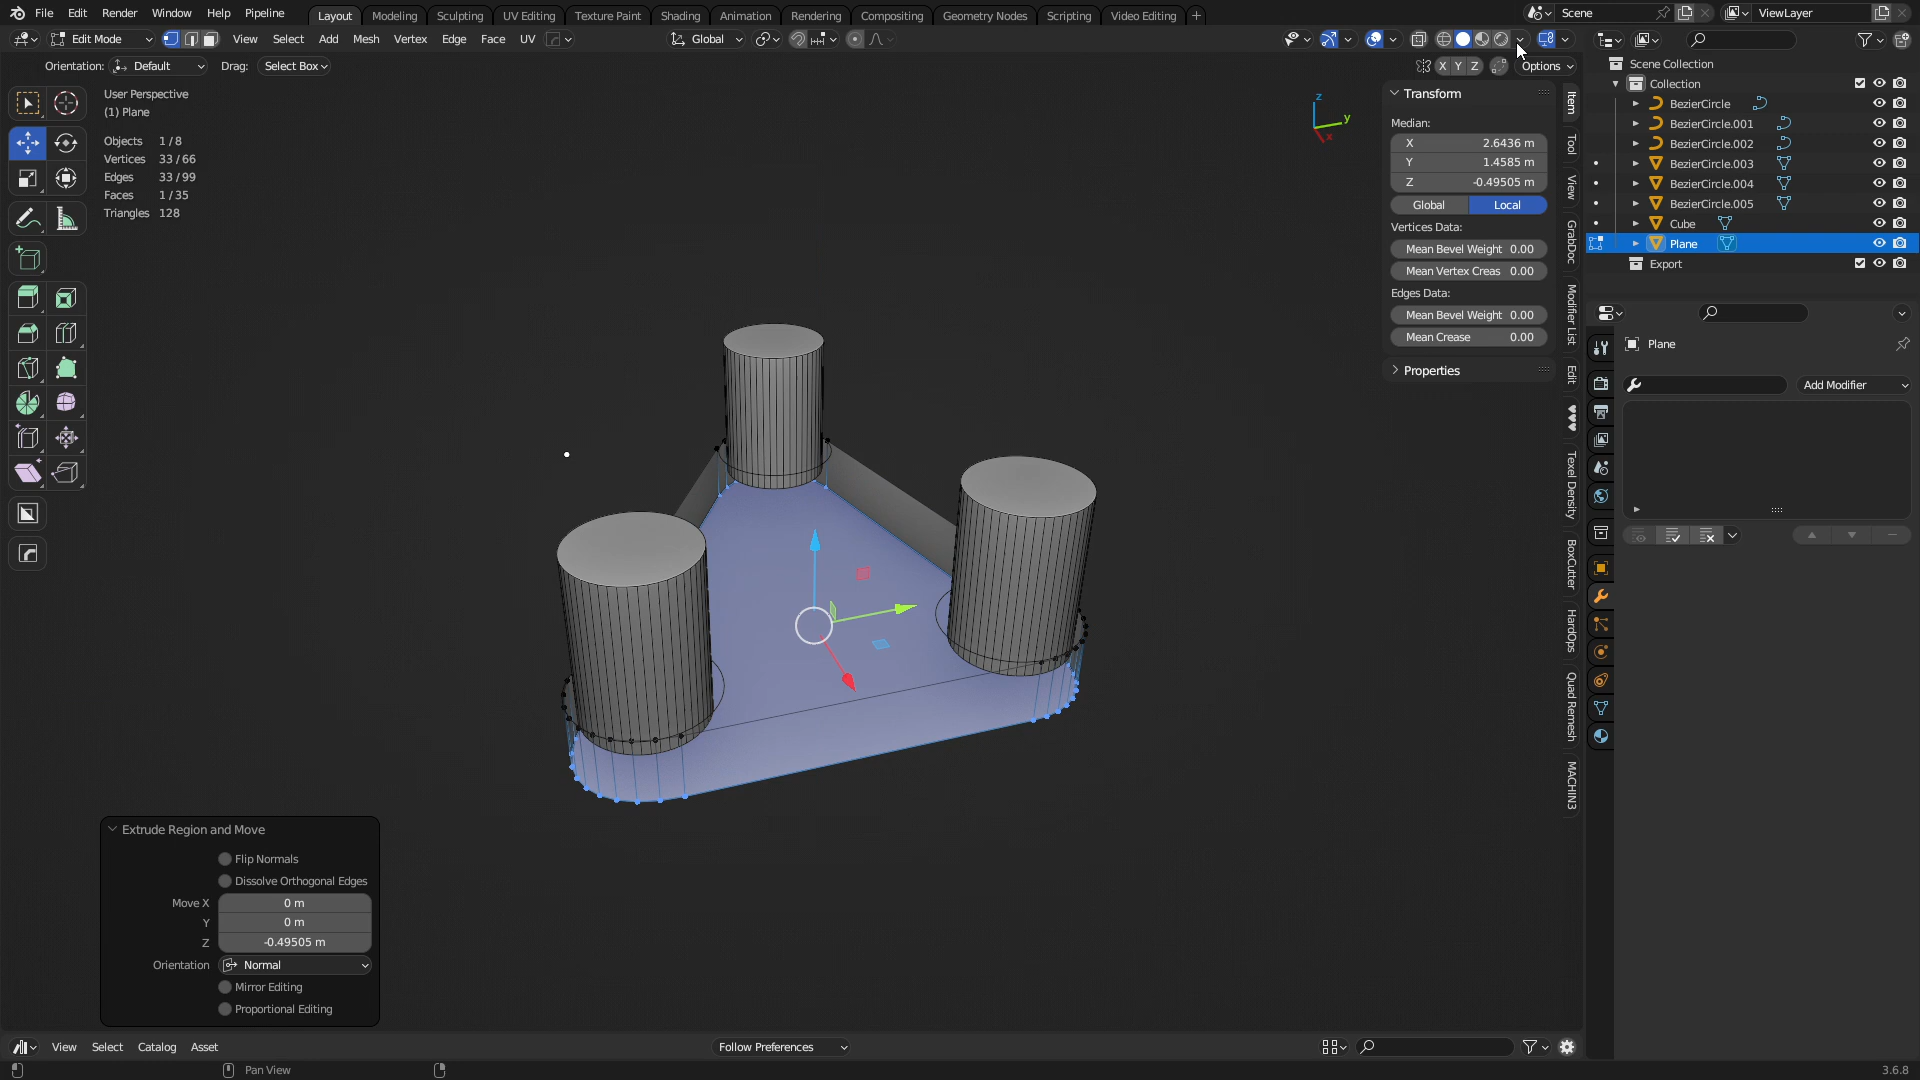 File Edit Render Window Help Pipeline Layout Modeling Sculpting UV Editing Texture Paint Shading Animation Rendering Compositing Geometry Nodes Scripting Video Editing + Scene ViewLayer
Edit Mode View Select Add Mesh Vertex Edge Face UV Global
Orientation: Default Drag: Select Box X Y Z Options
User Perspective
(1) Plane
Objects 1/8
Vertices 33/66
Edges 33/99
Faces 1/35
Triangles 128
z
y
x
Transform
Median:
X 2.6436 m
Y 1.4585 m
Z -0.49505 m
Global Local
Vertices Data:
Mean Bevel Weight 0.00
Mean Vertex Creas 0.00
Edges Data:
Mean Bevel Weight 0.00
Mean Crease 0.00
Properties
Item
Tool
View
GrabDoc
Modifier List
Edit
Texel Density
BoxCutter
HardOps
Quad Remesh
MACHIN3
Scene Collection
Collection
BezierCircle
BezierCircle.001
BezierCircle.002
BezierCircle.003
BezierCircle.004
BezierCircle.005
Cube
Plane
Export
Plane
Add Modifier
Extrude Region and Move
Flip Normals
Dissolve Orthogonal Edges
Move X 0 m
Y 0 m
Z -0.49505 m
Orientation Normal
Mirror Editing
Proportional Editing
View Select Catalog Asset Follow Preferences
Pan View 3.6.8